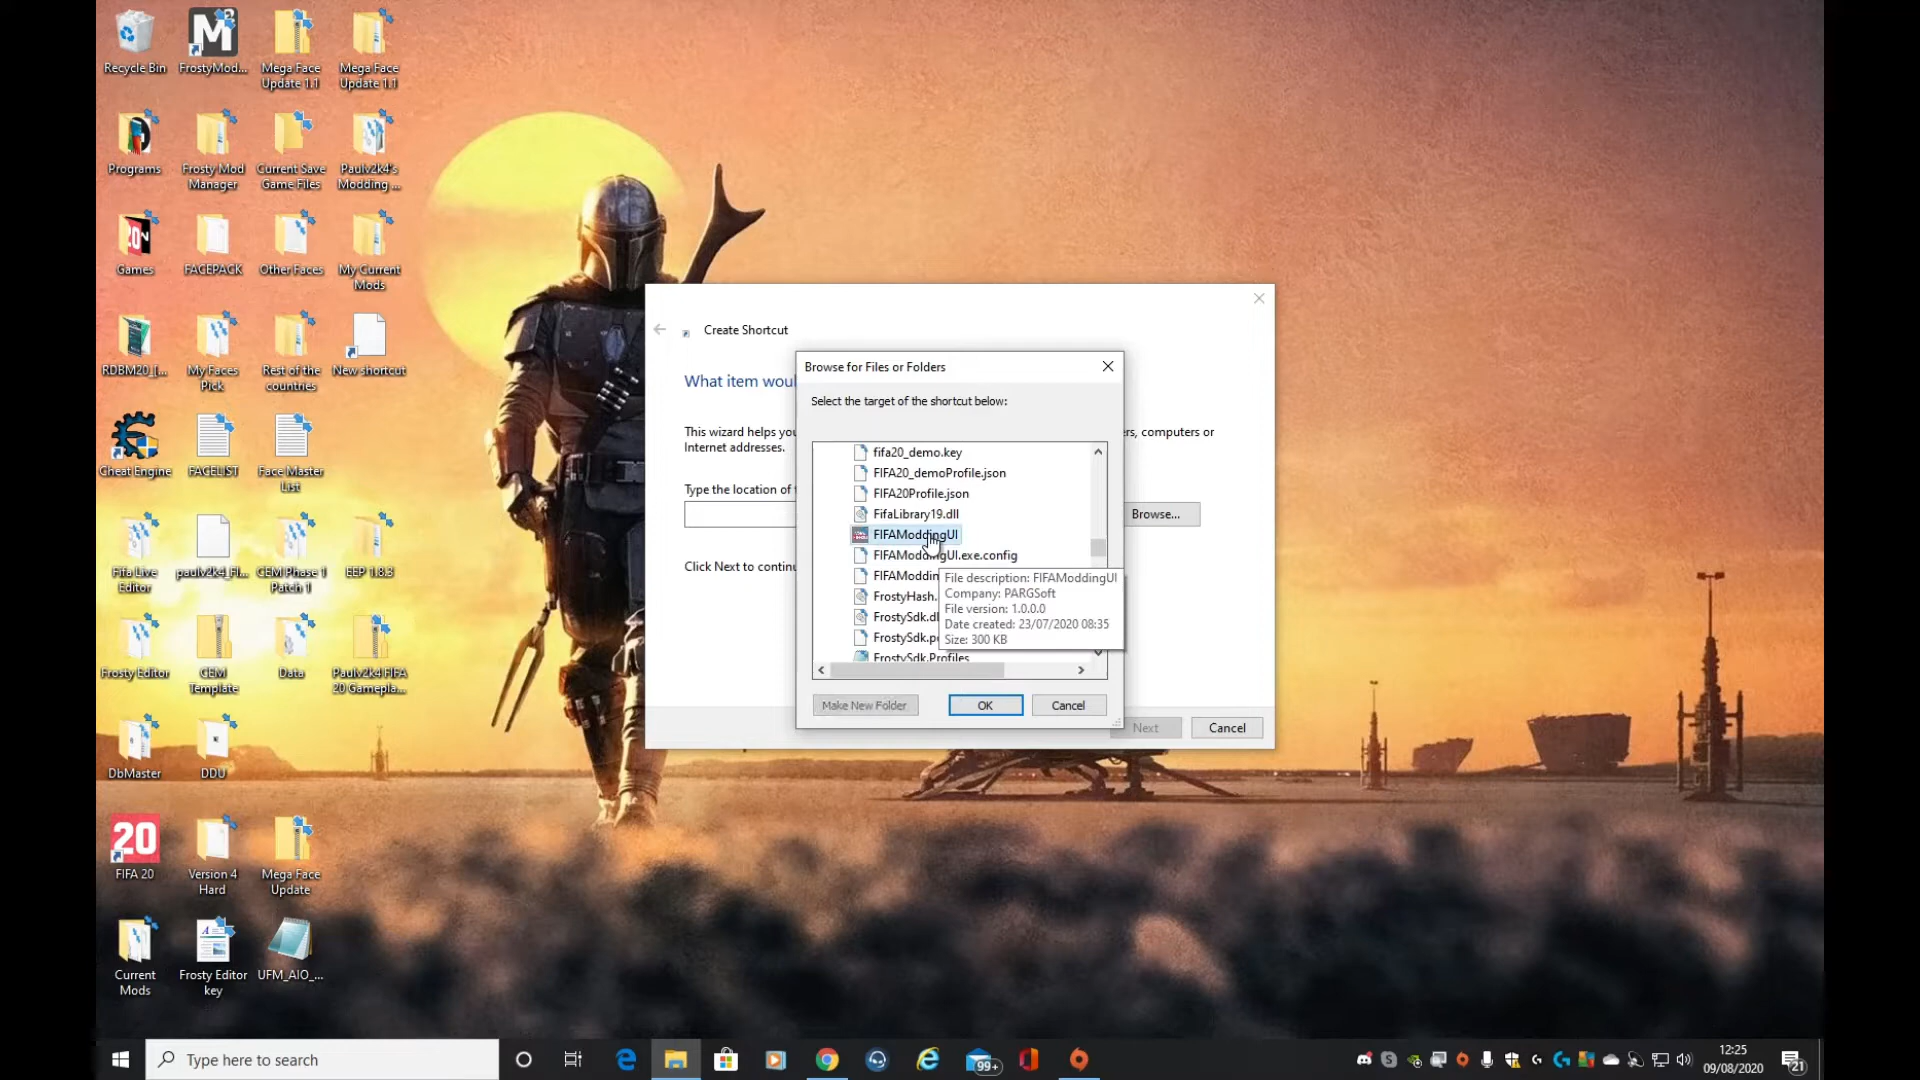 Recycle Bin
FrostyMod...
Mega Face
Update 1.1
Mega Face
Update 1.1
Programs
Frosty Mod
Manager
Current Save
Game Files
Paulv2k4's
Modding ...
Games
FACEPACK
Other Faces
My Current
Mods
RDBM20_[...
My Faces
Pick
Rest of the
countries
New shortcut
Cheat Engine
FACELIST
Face Master
List
Fifa Live
Editor
paulv2k4_FI...
CEM Phase 1
Patch 1
EEP 1.8.3
Frosty Editor
CEM
Template
Data
Paulv2k4 FIFA
20 Gamepla...
DbMaster
DDU
20
FIFA 20
Version 4
Hard
Mega Face
Update
Current
Mods
Frosty Editor
key
UFM_AIO_...
Create Shortcut
What item woul
This wizard helps you
ers, computers or
Internet addresses.
Type the location of t
Browse...
Click Next to continu
Next
Cancel
Browse for Files or Folders
Select the target of the shortcut below:
fifa20_demo.key
FIFA20_demoProfile.json
FIFA20Profile.json
FifaLibrary19.dll
FIFAModdingUI
FIFAModdingUI.exe.config
FIFAModdin
FrostyHash.
FrostySdk.dl
FrostySdk.p
FrostySdk.Profiles
File description: FIFAModdingUI
Company: PARGSoft
File version: 1.0.0.0
Date created: 23/07/2020 08:35
Size: 300 KB
Make New Folder
OK
Cancel
Type here to search
99+
12:25
09/08/2020
21